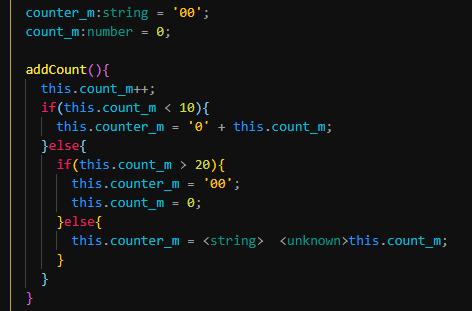 counter_m:string = '00';
count_m:number = 0;
addCount(){
this.count_m++;
if(this.count_m < 10){
this.counter_m = '0' + this.count_m;
}else{
if(this.count_m > 20){
this.counter_m = '00';
this.count_m = 0;
}else{
this.counter_m = <string> <unknown>this.count_m;
}
}
}